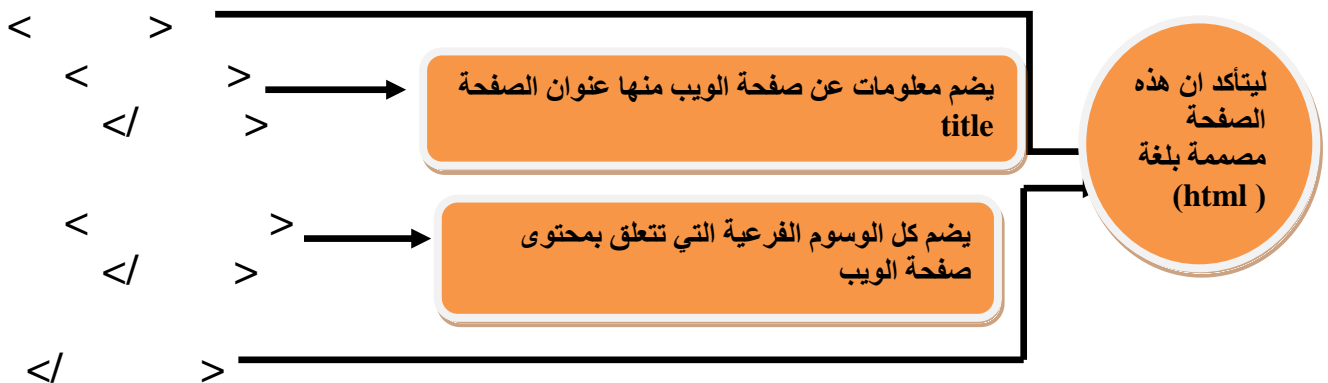 <          >
<          >
</          >
يضم معلومات عن صفحة الويب منها عنوان الصفحة
title
ليتأكد ان هذه
الصفحة
مصممة بلغة
(html )
<          >
</          >
يضم كل الوسوم الفرعية التي تتعلق بمحتوى
صفحة الويب
</          >